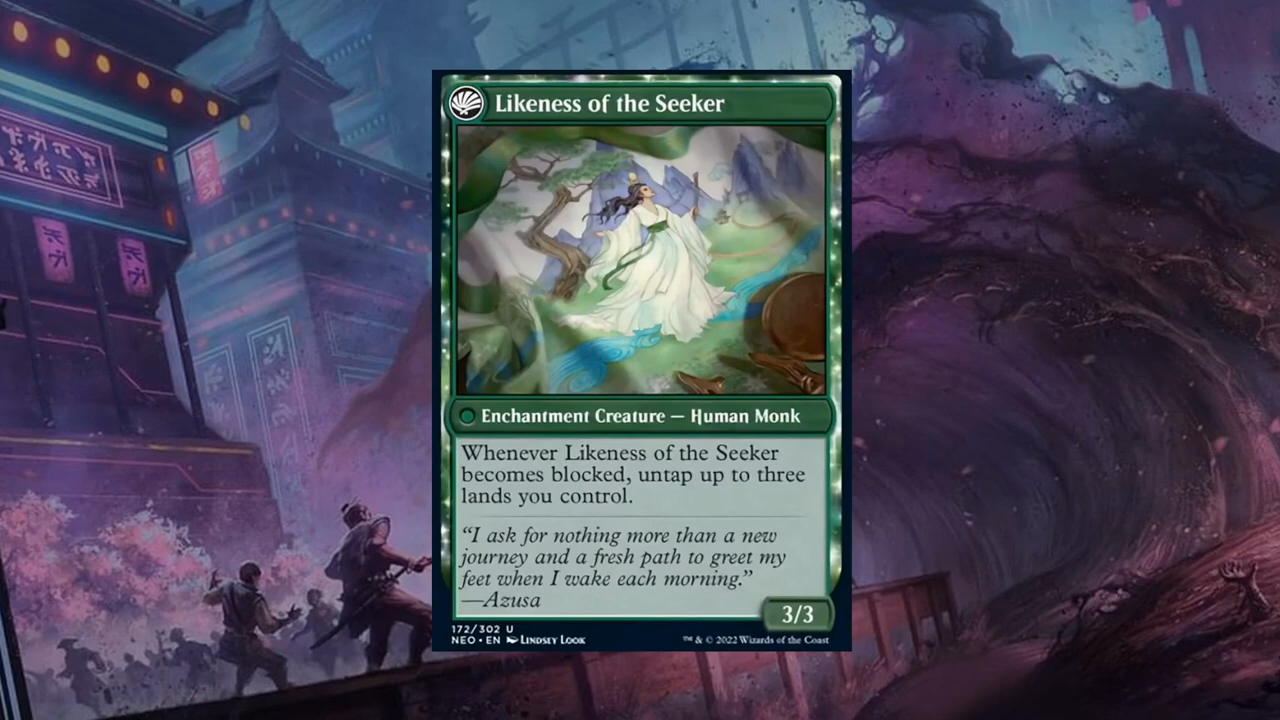 Likeness of the Seeker
Enchantment Creature — Human Monk
Whenever Likeness of the Seeker
becomes blocked, untap up to three
lands you control.
“I ask for nothing more than a new
journey and a fresh path to greet my
feet when I wake each morning.”
—Azusa
3/3
172/302 U
NEO • EN Lindsey Look
™ & © 2022 Wizards of the Coast